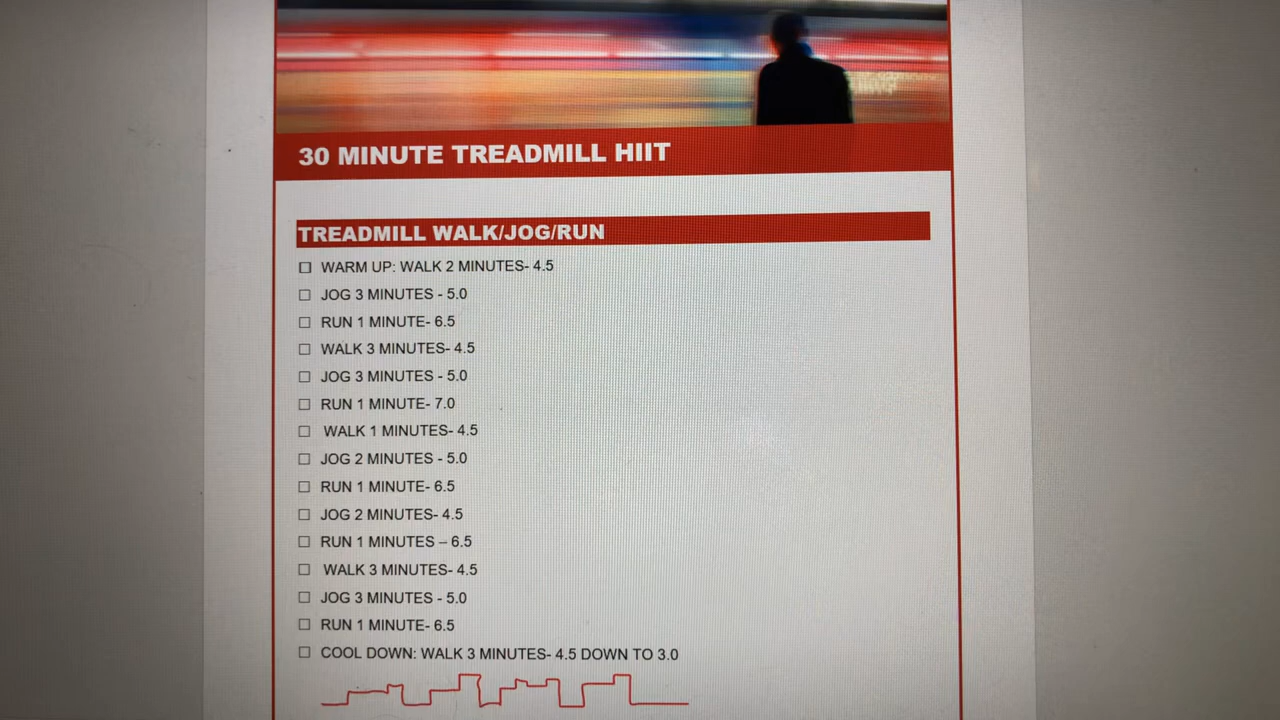 30 MINUTE TREADMILL HIIT
TREADMILL WALK/JOG/RUN
☐ WARM UP: WALK 2 MINUTES- 4.5
☐ JOG 3 MINUTES - 5.0
☐ RUN 1 MINUTE- 6.5
☐ WALK 3 MINUTES- 4.5
☐ JOG 3 MINUTES - 5.0
☐ RUN 1 MINUTE- 7.0
☐ WALK 1 MINUTES- 4.5
☐ JOG 2 MINUTES - 5.0
☐ RUN 1 MINUTE- 6.5
☐ JOG 2 MINUTES- 4.5
☐ RUN 1 MINUTES – 6.5
☐ WALK 3 MINUTES- 4.5
☐ JOG 3 MINUTES - 5.0
☐ RUN 1 MINUTE- 6.5
☐ COOL DOWN: WALK 3 MINUTES- 4.5 DOWN TO 3.0